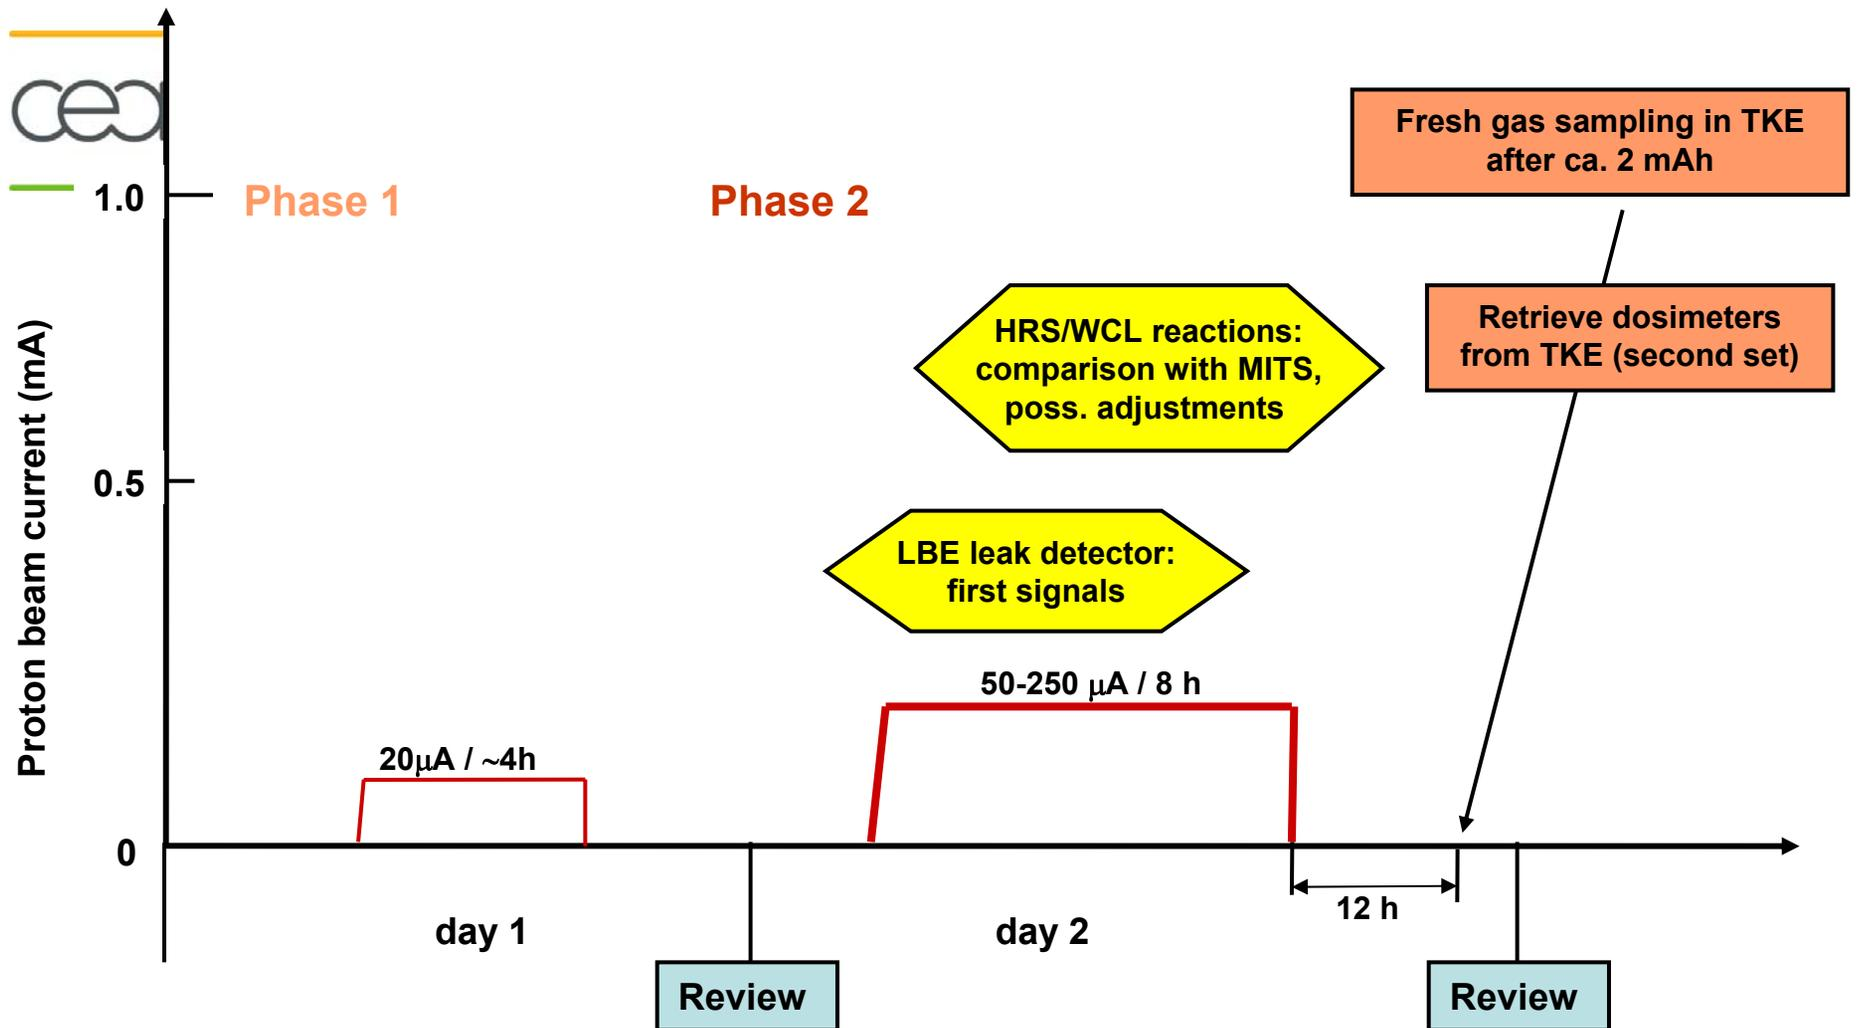 cea
Fresh gas sampling in TKE
after ca. 2 mAh
1.0
Phase 1
Phase 2
HRS/WCL reactions:
comparison with MITS,
poss. adjustments
Retrieve dosimeters
from TKE (second set)
Proton beam current (mA)
0.5
LBE leak detector:
first signals
50-250 μA / 8 h
20μA / ~4h
0
12 h
day 1
day 2
Review
Review